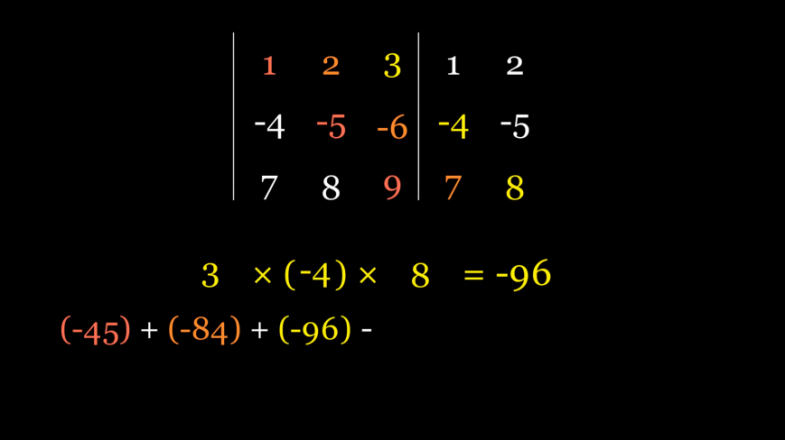 1 2 3 1 2
-4 -5 -6 -4 -5
7 8 9 7 8
3 × (-4) × 8 = -96
(-45) + (-84) + (-96) -